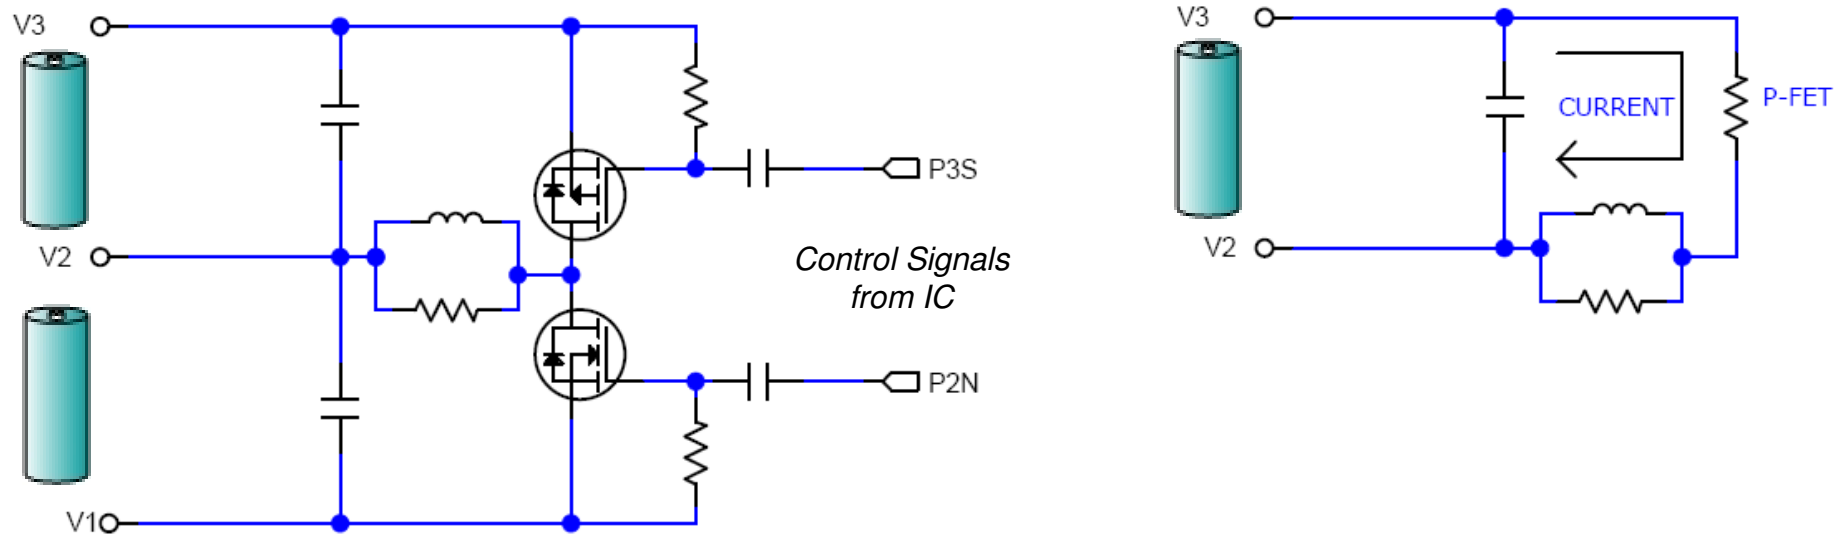 V3
P3S
V2
Control Signals
from IC
P2N
V1
V3
CURRENT
P-FET
V2